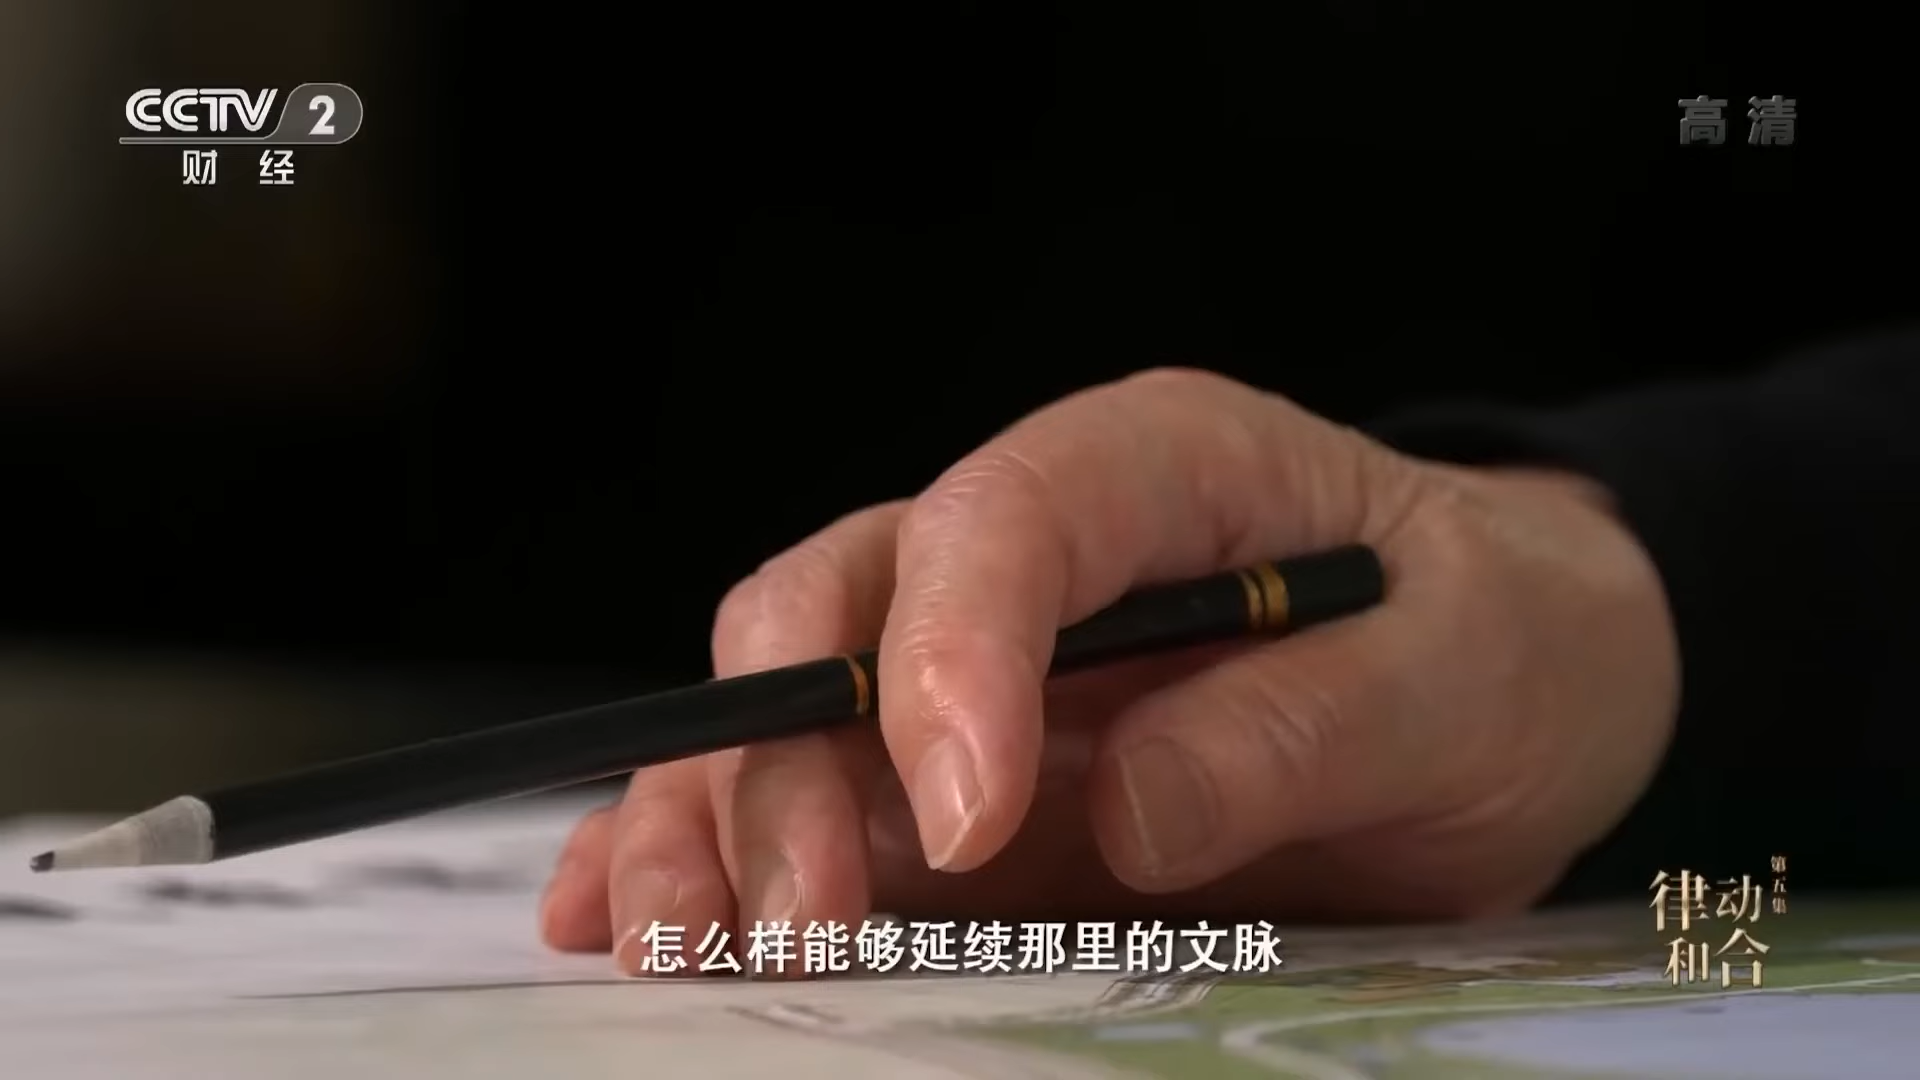 CCTV 2
财 经
高 清
怎么样能够延续那里的文脉
第五集
律动
和合